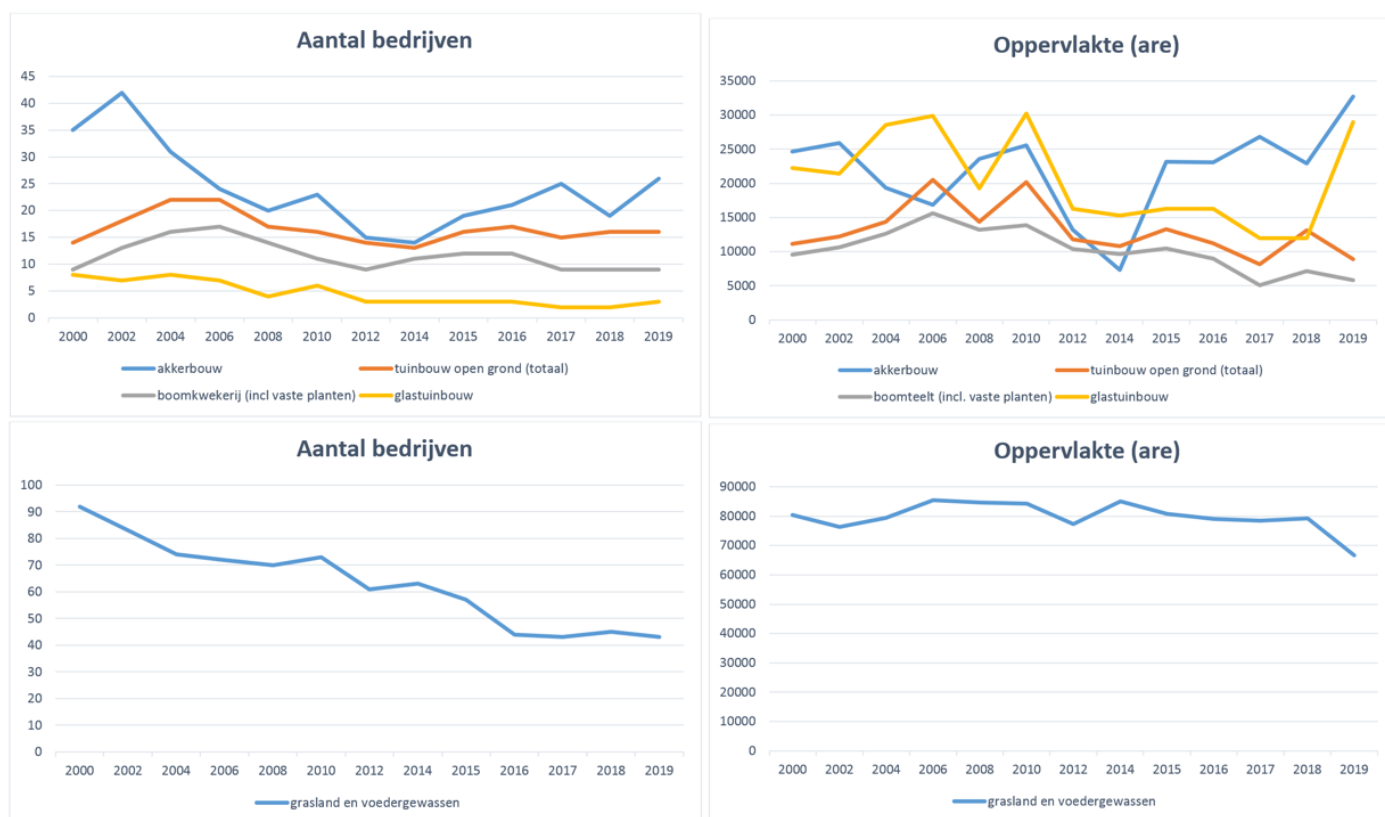 Aantal bedrijven
45
40
35
30
25
20
15
10
5
0
2000 2002 2004 2006 2008 2010 2012 2014 2015 2016 2017 2018 2019
akkerbouw tuinbouw open grond (totaal)
boomkwekerij (incl vaste planten) glastuinbouw
Oppervlakte (are)
35000
30000
25000
20000
15000
10000
5000
0
2000 2002 2004 2006 2008 2010 2012 2014 2015 2016 2017 2018 2019
akkerbouw tuinbouw open grond (totaal)
boomteelt (incl. vaste planten) glastuinbouw
Aantal bedrijven
100
90
80
70
60
50
40
30
20
10
0
2000 2002 2004 2006 2008 2010 2012 2014 2015 2016 2017 2018 2019
grasland en voedergewassen
Oppervlakte (are)
90000
80000
70000
60000
50000
40000
30000
20000
10000
0
2000 2002 2004 2006 2008 2010 2012 2014 2015 2016 2017 2018 2019
grasland en voedergewassen